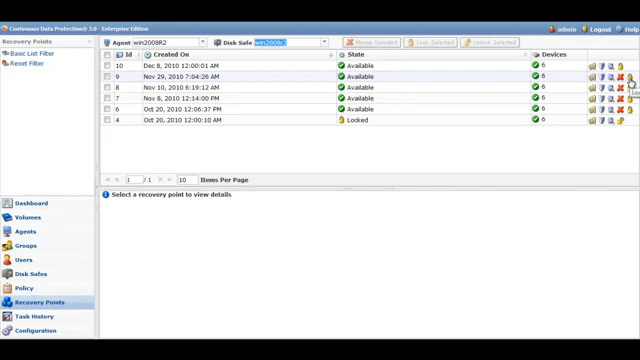 Continuous Data Protection® 3.0 - Enterprise Edition
admin Logout Help
Recovery Points
Basic List Filter
Reset Filter
Agent win2008R2 Disk Safe win2008r2 Merge Selected Lock Selected Unlock Selected
Id Created On State Devices
10 Dec 8, 2010 12:00:01 AM Available 6
9 Nov 29, 2010 7:04:26 AM Available 6
8 Nov 10, 2010 6:19:12 AM Available 6
7 Nov 8, 2010 12:14:00 PM Available 6
6 Oct 20, 2010 12:06:37 PM Available 6
4 Oct 20, 2010 12:00:10 AM Locked 6
1 / 1 10 Items Per Page
Select a recovery point to view details
Dashboard
Volumes
Agents
Groups
Users
Disk Safes
Policy
Recovery Points
Task History
Configuration